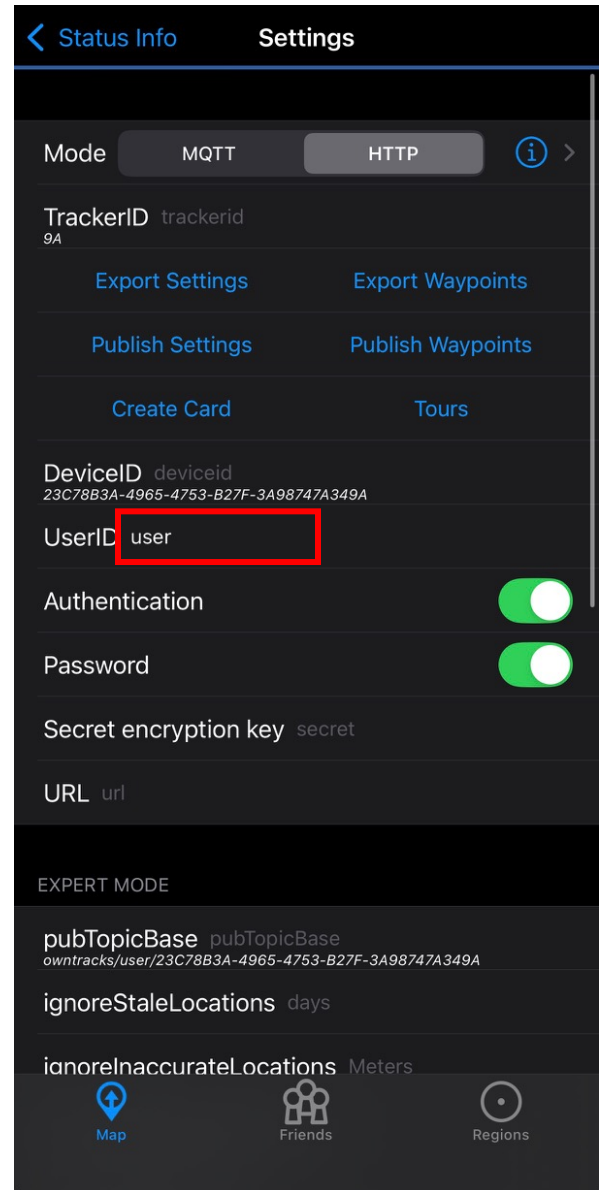 Status Info Settings
Mode MQTT HTTP
TrackerID trackerid
9A
Export Settings Export Waypoints
Publish Settings Publish Waypoints
Create Card Tours
DeviceID deviceid
23C78B3A-4965-4753-B27F-3A98747A349A
UserID user
Authentication
Password
Secret encryption key secret
URL url
EXPERT MODE
pubTopicBase pubTopicBase
owntracks/user/23C78B3A-4965-4753-B27F-3A98747A349A
ignoreStaleLocations days
ignoreInaccurateLocations Meters
Map Friends Regions